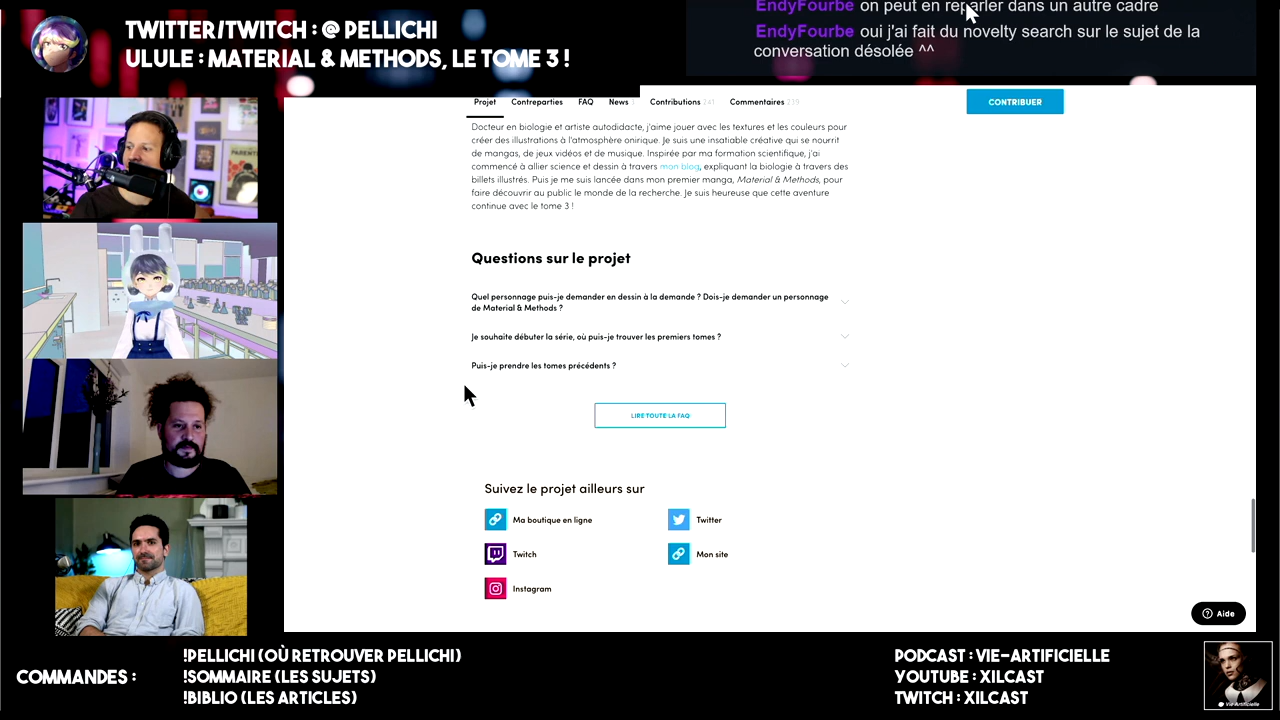 TWITTER/TWITCH : @ PELLICHI
ULULE : MATERIAL & METHODS, LE TOME 3 !
EndyFourbe on peut en reparler dans un autre cadre
EndyFourbe oui j'ai fait du novelty search sur le sujet de la
conversation désolée ^^
Projet Contreparties FAQ News 3 Contributions 241 Commentaires 239
CONTRIBUER
Docteur en biologie et artiste autodidacte, j'aime jouer avec les textures et les couleurs pour
créer des illustrations à l'atmosphère onirique. Je suis une insatiable créative qui se nourrit
de mangas, de jeux vidéos et de musique. Inspirée par ma formation scientifique, j'ai
commencé à allier science et dessin à travers mon blog, expliquant la biologie à travers des
billets illustrés. Puis je me suis lancée dans mon premier manga, Material & Methods, pour
faire découvrir au public le monde de la recherche. Je suis heureuse que cette aventure
continue avec le tome 3 !
Questions sur le projet
Quel personnage puis-je demander en dessin à la demande ? Dois-je demander un personnage
de Material & Methods ?
Je souhaite débuter la série, où puis-je trouver les premiers tomes ?
Puis-je prendre les tomes précédents ?
LIRE TOUTE LA FAQ
Suivez le projet ailleurs sur
Ma boutique en ligne
Twitter
Twitch
Mon site
Instagram
Aide
COMMANDES :
!PELLICHI (OÙ RETROUVER PELLICHI)
!SOMMAIRE (LES SUJETS)
!BIBLIO (LES ARTICLES)
PODCAST : VIE-ARTIFICIELLE
YOUTUBE : XILCAST
TWITCH : XILCAST
Vie Artificielle